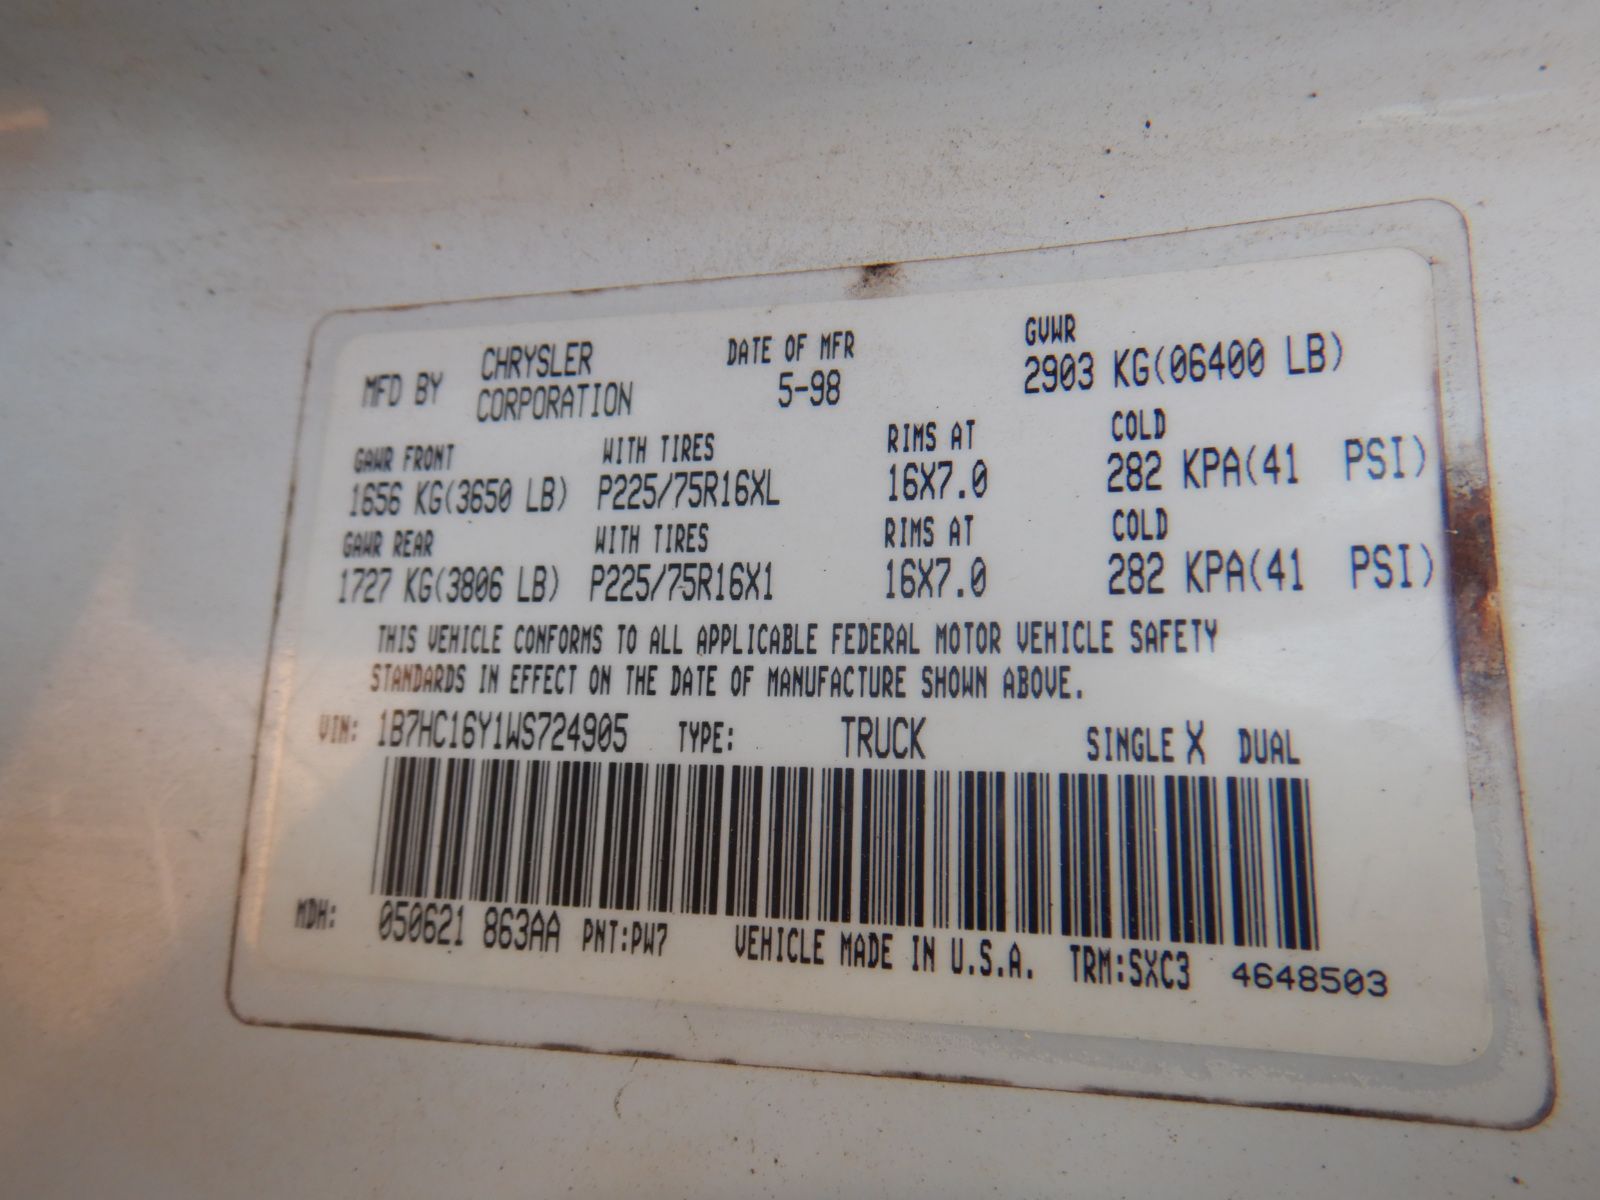 MFD BY CHRYSLER CORPORATION DATE OF MFR 5-98 GVWR 2903 KG(06400 LB)
GAWR FRONT WITH TIRES RIMS AT COLD
1656 KG(3650 LB) P225/75R16XL 16X7.0 282 KPA(41 PSI)
GAWR REAR WITH TIRES RIMS AT COLD
1727 KG(3806 LB) P225/75R16X1 16X7.0 282 KPA(41 PSI)
THIS VEHICLE CONFORMS TO ALL APPLICABLE FEDERAL MOTOR VEHICLE SAFETY
STANDARDS IN EFFECT ON THE DATE OF MANUFACTURE SHOWN ABOVE.
VIN: 1B7HC16Y1WS724905 TYPE: TRUCK SINGLE X DUAL
MDH: 050621 863AA PNT:PW7 VEHICLE MADE IN U.S.A. TRM:SXC3 4648503